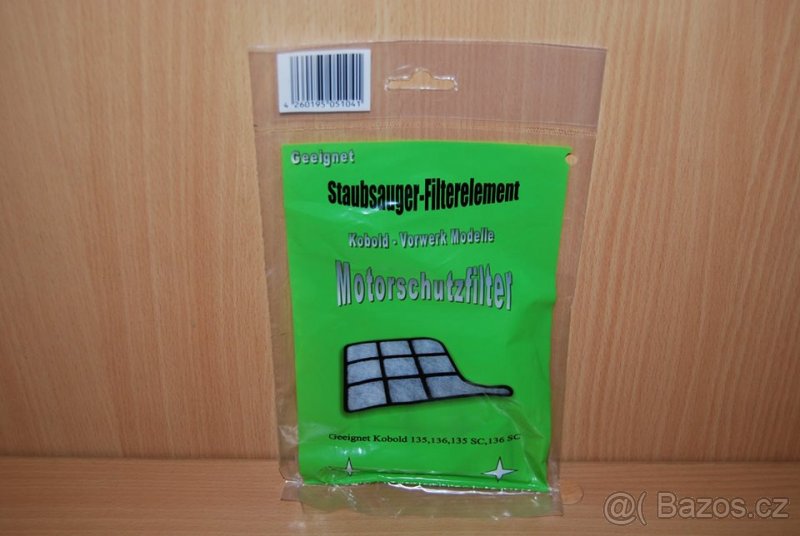 4 260195 051041
Geeignet
Staubsauger-Filterelement
Kobold - Vorwerk Modelle
Motorschutzfilter
Geeignet Kobold 135,136,135 SC,136 SC
@( Bazos.cz